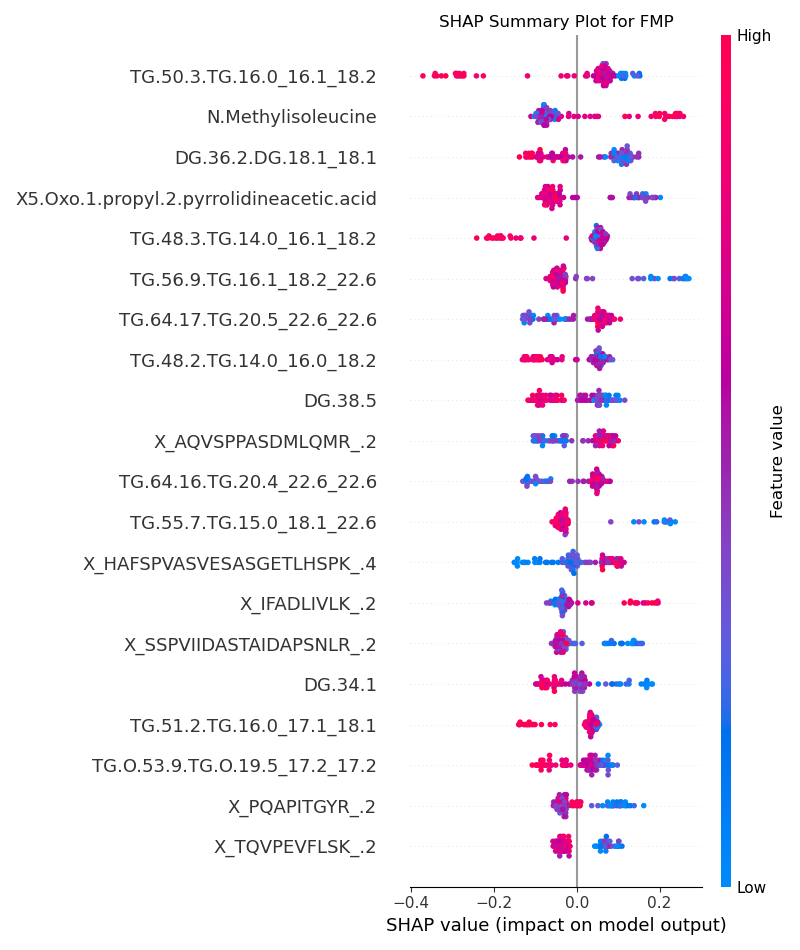 SHAP Summary Plot for FMP
High
TG.50.3.TG.16.0_16.1_18.2
N.Methylisoleucine
DG.36.2.DG.18.1_18.1
X5.Oxo.1.propyl.2.pyrrolidineacetic.acid
TG.48.3.TG.14.0_16.1_18.2
TG.56.9.TG.16.1_18.2_22.6
TG.64.17.TG.20.5_22.6_22.6
TG.48.2.TG.14.0_16.0_18.2
DG.38.5
X_AQVSPPASDMLQMR_.2
TG.64.16.TG.20.4_22.6_22.6
TG.55.7.TG.15.0_18.1_22.6
X_HAFSPVASVESASGETLHSPK_.4
X_IFADLIVLK_.2
X_SSPVIIDASTAIDAPSNLR_.2
DG.34.1
TG.51.2.TG.16.0_17.1_18.1
TG.O.53.9.TG.O.19.5_17.2_17.2
X_PQAPITGYR_.2
X_TQVPEVFLSK_.2
Feature value
Low
−0.4 −0.2 0.0 0.2
SHAP value (impact on model output)